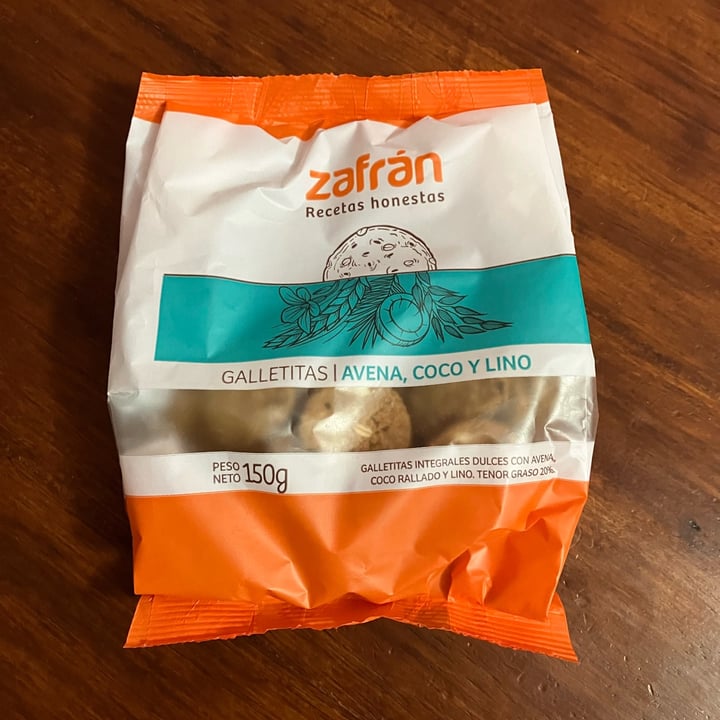 zafrán
Recetas honestas
GALLETITAS | AVENA, COCO Y LINO
PESO
NETO 150g
GALLETITAS INTEGRALES DULCES CON AVENA,
COCO RALLADO Y LINO. TENOR GRASO 20%.